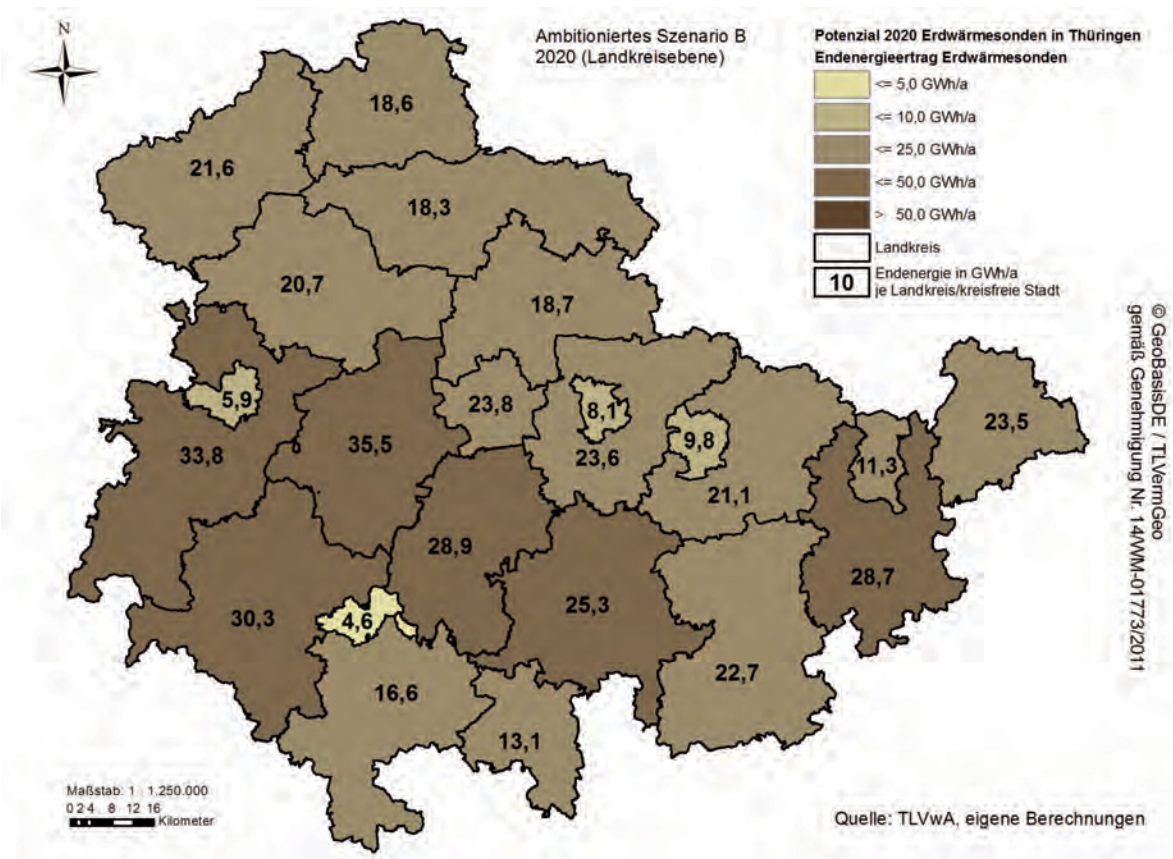 N
Ambitioniertes Szenario B
2020 (Landkreisebene)
Potenzial 2020 Erdwärmesonden in Thüringen
Endenergieertrag Erdwärmesonden
<= 5,0 GWh/a
<= 10,0 GWh/a
<= 25,0 GWh/a
<= 50,0 GWh/a
> 50,0 GWh/a
Landkreis
10 Endenergie in GWh/a
je Landkreis/kreisfreie Stadt
18,6
21,6
18,3
20,7
18,7
5,9
23,8
8,1
23,5
33,8
35,5
23,6
9,8
11,3
21,1
28,9
28,7
30,3
4,6
25,3
22,7
16,6
13,1
Maßstab: 1 : 1.250.000
0 2 4 8 12 16
Kilometer
Quelle: TLVwA, eigene Berechnungen
© GeoBasisDE / TLVermGeo
gemäß Genehmigung Nr. 14/WM-01773/2011